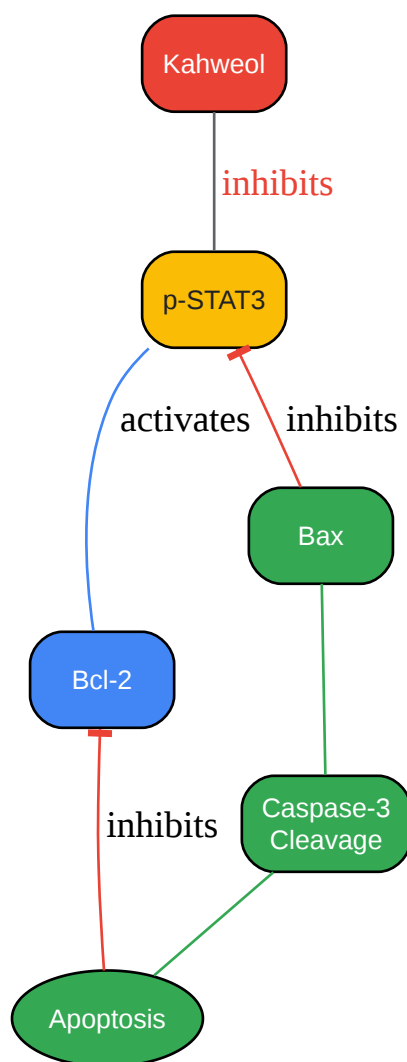 Kahweol
inhibits
p-STAT3
activates
inhibits
Bax
Bcl-2
Caspase-3
Cleavage
inhibits
Apoptosis